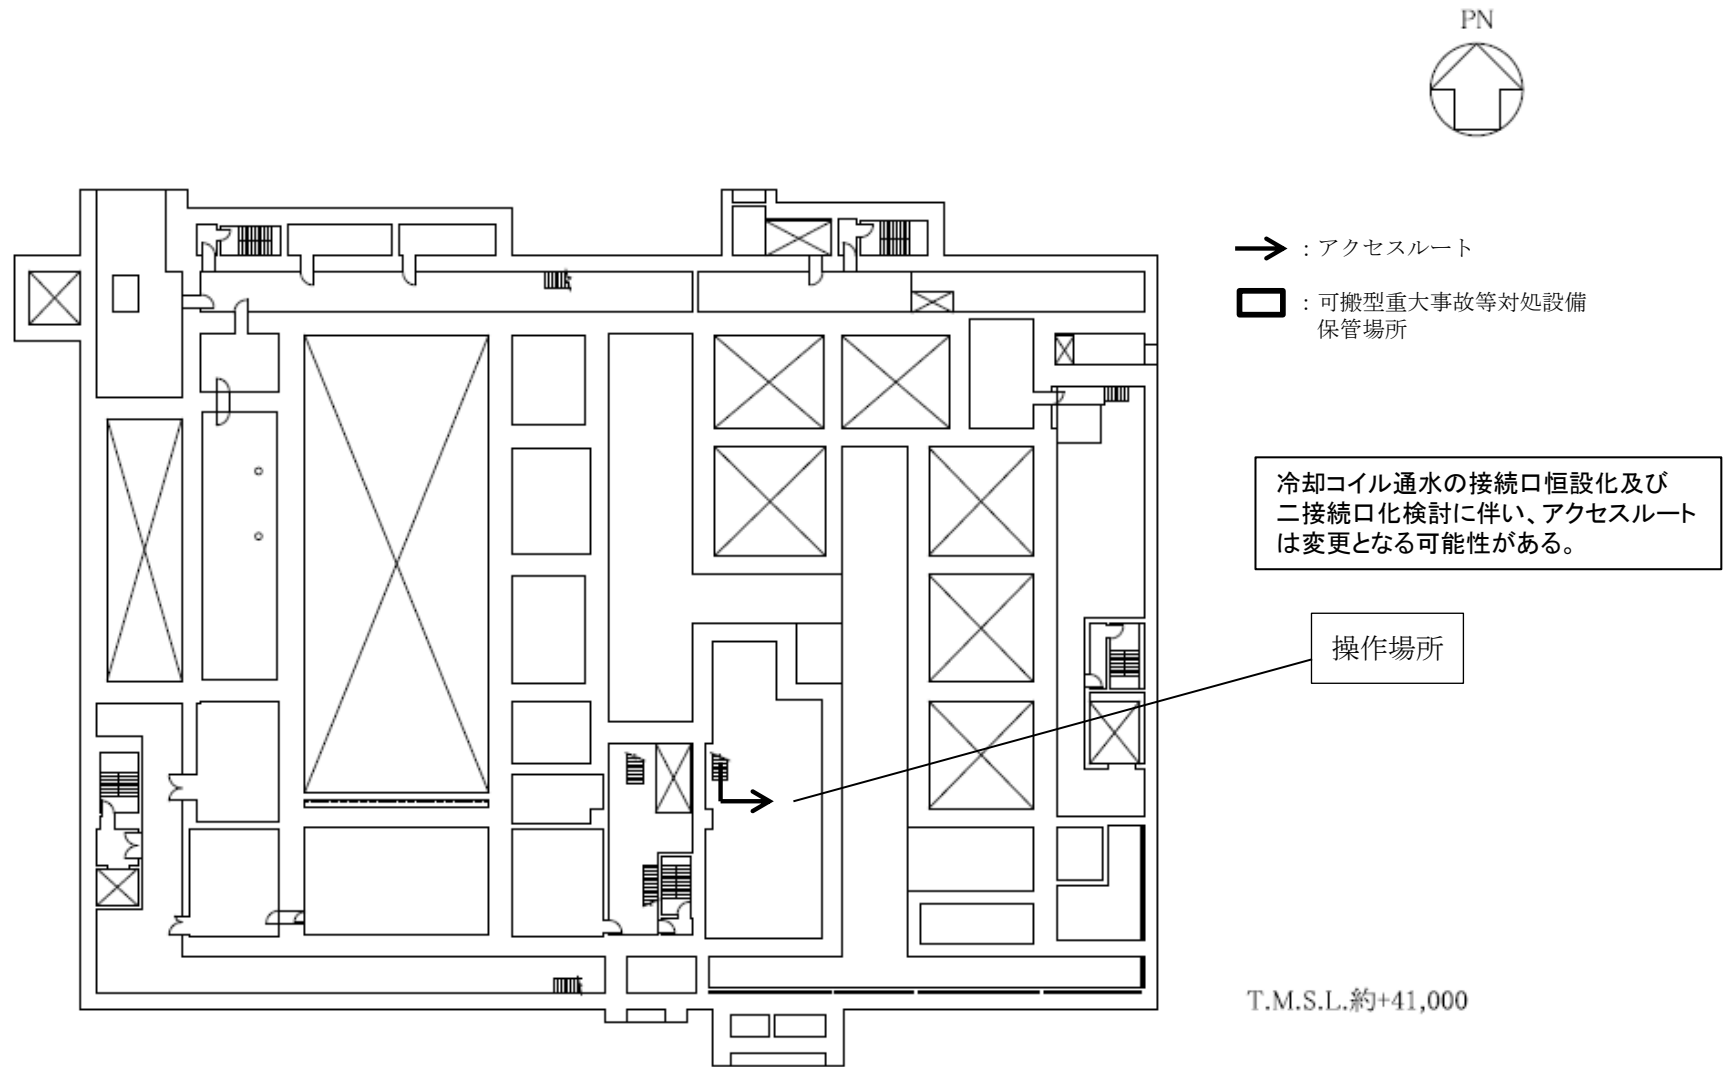 PN
：アクセスルート
：可搬型重大事故等対処設備
保管場所
冷却コイル通水の接続口恒設化及び
二接続口化検討に伴い、アクセスルート
は変更となる可能性がある。
操作場所
T.M.S.L.約+41,000